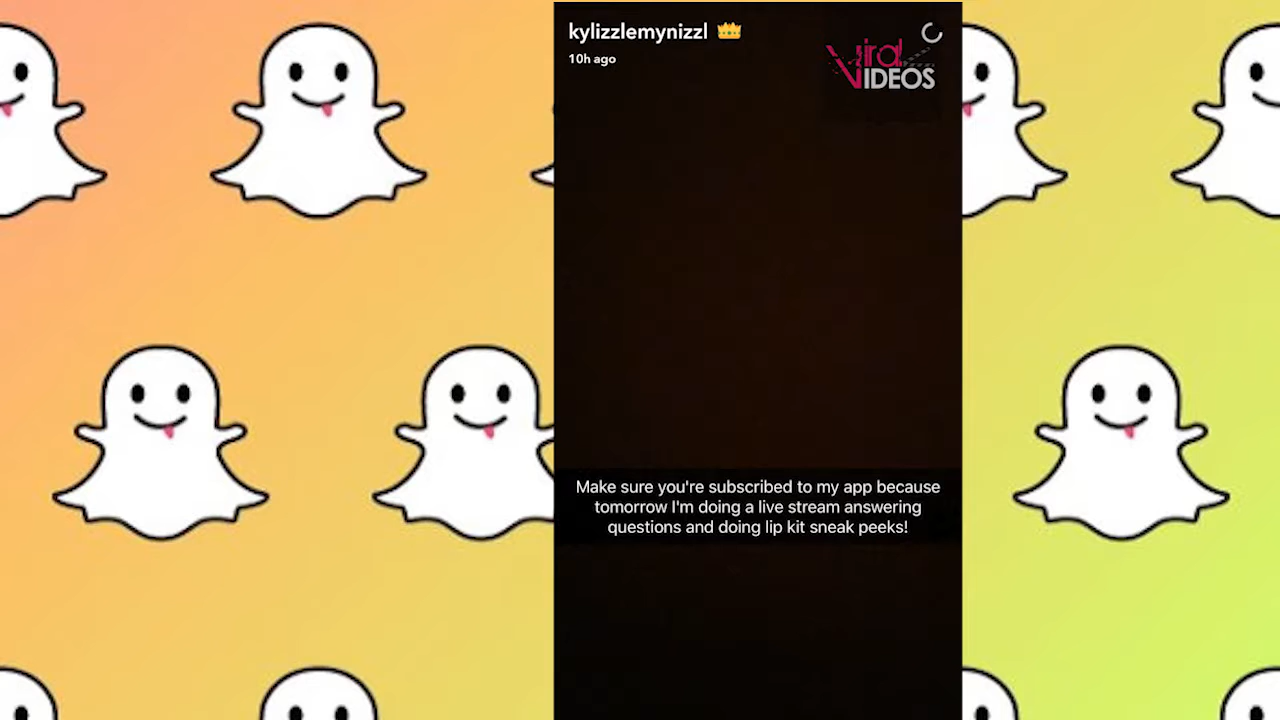 kylizzlemynizzl 👑
10h ago
Viral
VIDEOS
Make sure you're subscribed to my app because
tomorrow I'm doing a live stream answering
questions and doing lip kit sneak peeks!